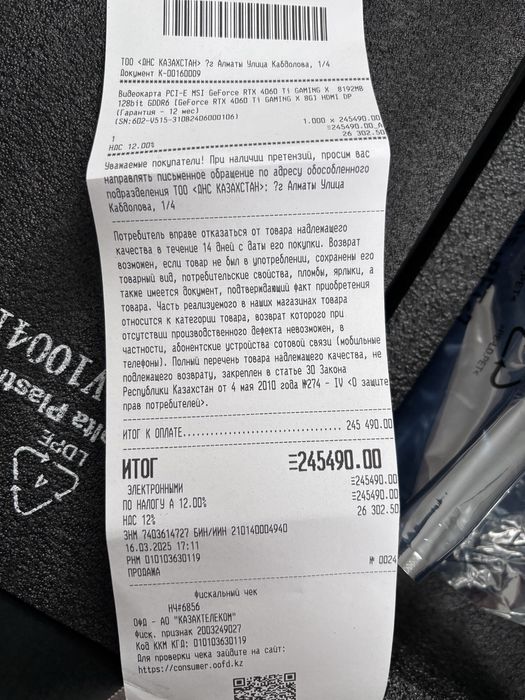 ТОО <ДНС КАЗАХСТАН> ?г Алматы Улица Кабдолова, 1/4
Документ К-00160009
Видеокарта PCI-E MSI GeForce RTX 4060 Ti GAMING X 8192MB
128bit GDDR6 [GeForce RTX 4060 Ti GAMING X 8G] HDMI DP
(Гарантия - 12 мес)
(SN:602-V515-310B2406000106)
1.000 x 245490.00
1
≡245490.00_А
НДС 12.00%
26 302.50
Уважаемые покупатели! При наличии претензий, просим вас
направлять письменное обращение по адресу обособленного
подразделения ТОО <ДНС КАЗАХСТАН>: ?г Алматы Улица
Кабдолова, 1/4
Потребитель вправе отказаться от товара надлежащего
качества в течение 14 дней с даты его покупки. Возврат
возможен, если товар не был в употреблении, сохранены его
товарный вид, потребительские свойства, пломбы, ярлыки, а
также имеется документ, подтверждающий факт приобретения
товара. Часть реализуемого в наших магазинах товара
относится к категории товара, возврат которого при
отсутствии производственного дефекта невозможен, в
частности, абонентские устройства сотовой связи (мобильные
телефоны). Полный перечень товара надлежащего качества, не
подлежащего возврату, закреплен в статье 30 Закона
Республики Казахстан от 4 мая 2010 года №274 - IV <О защите
прав потребителей>.
ИТОГ К ОПЛАТЕ.............................. 245 490.00
ИТОГ ≡245490.00
ЭЛЕКТРОННЫМИ ≡245490.00
ПО НАЛОГУ А 12.00% ≡245490.00
НДС 12% 26 302.50
ЗНМ 7403614727 БИН/ИИН 210140004940
16.03.2025 17:11
РНМ 010103630119
№ 0024
ПРОДАЖА
Фискальный чек
НЧ#6856
ОФД - АО "КАЗАХТЕЛЕКОМ"
Фиск. признак 2003249027
Код ККМ КГД: 010103630119
Для проверки чека зайдите на сайт:
https://consumer.oofd.kz
V1004
lta Plasti
LDPE
4